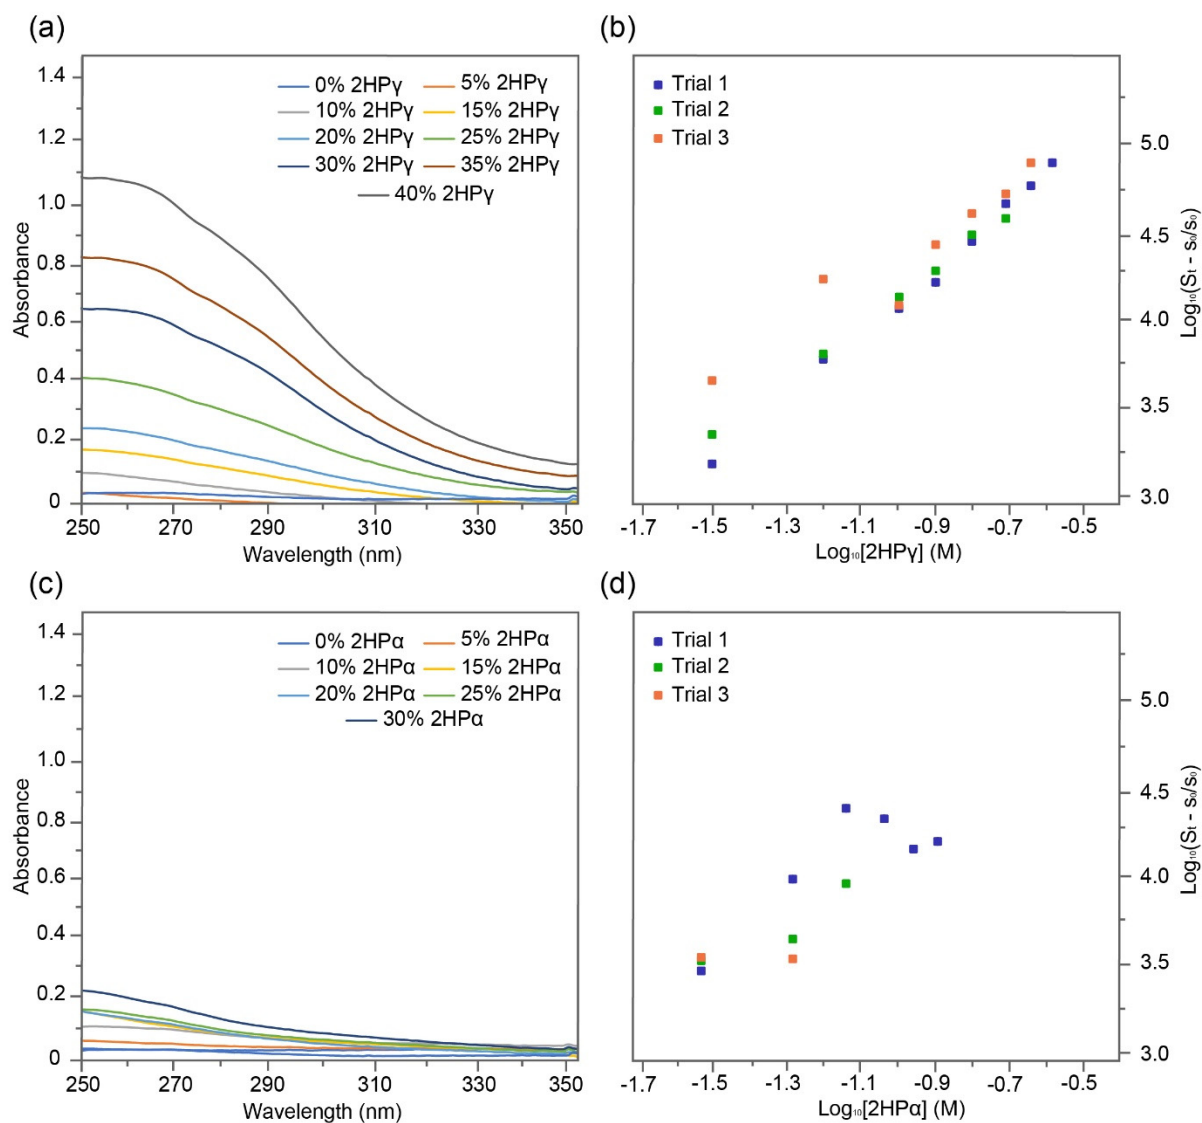 (a)
1.4
1.2
1.0
0.8
0.6
0.4
0.2
0
Absorbance
0% 2HPγ 5% 2HPγ
10% 2HPγ 15% 2HPγ
20% 2HPγ 25% 2HPγ
30% 2HPγ 35% 2HPγ
40% 2HPγ
250 270 290 310 330 350
Wavelength (nm)
(b)
Trial 1
Trial 2
Trial 3
5.0
4.5
4.0
3.5
3.0
Log₁₀(Sₜ - s₀/s₀)
-1.7 -1.5 -1.3 -1.1 -0.9 -0.7 -0.5
Log₁₀[2HPγ] (M)
(c)
1.4
1.2
1.0
0.8
0.6
0.4
0.2
0
Absorbance
0% 2HPα 5% 2HPα
10% 2HPα 15% 2HPα
20% 2HPα 25% 2HPα
30% 2HPα
250 270 290 310 330 350
Wavelength (nm)
(d)
Trial 1
Trial 2
Trial 3
5.0
4.5
4.0
3.5
3.0
Log₁₀(Sₜ - s₀/s₀)
-1.7 -1.5 -1.3 -1.1 -0.9 -0.7 -0.5
Log₁₀[2HPα] (M)